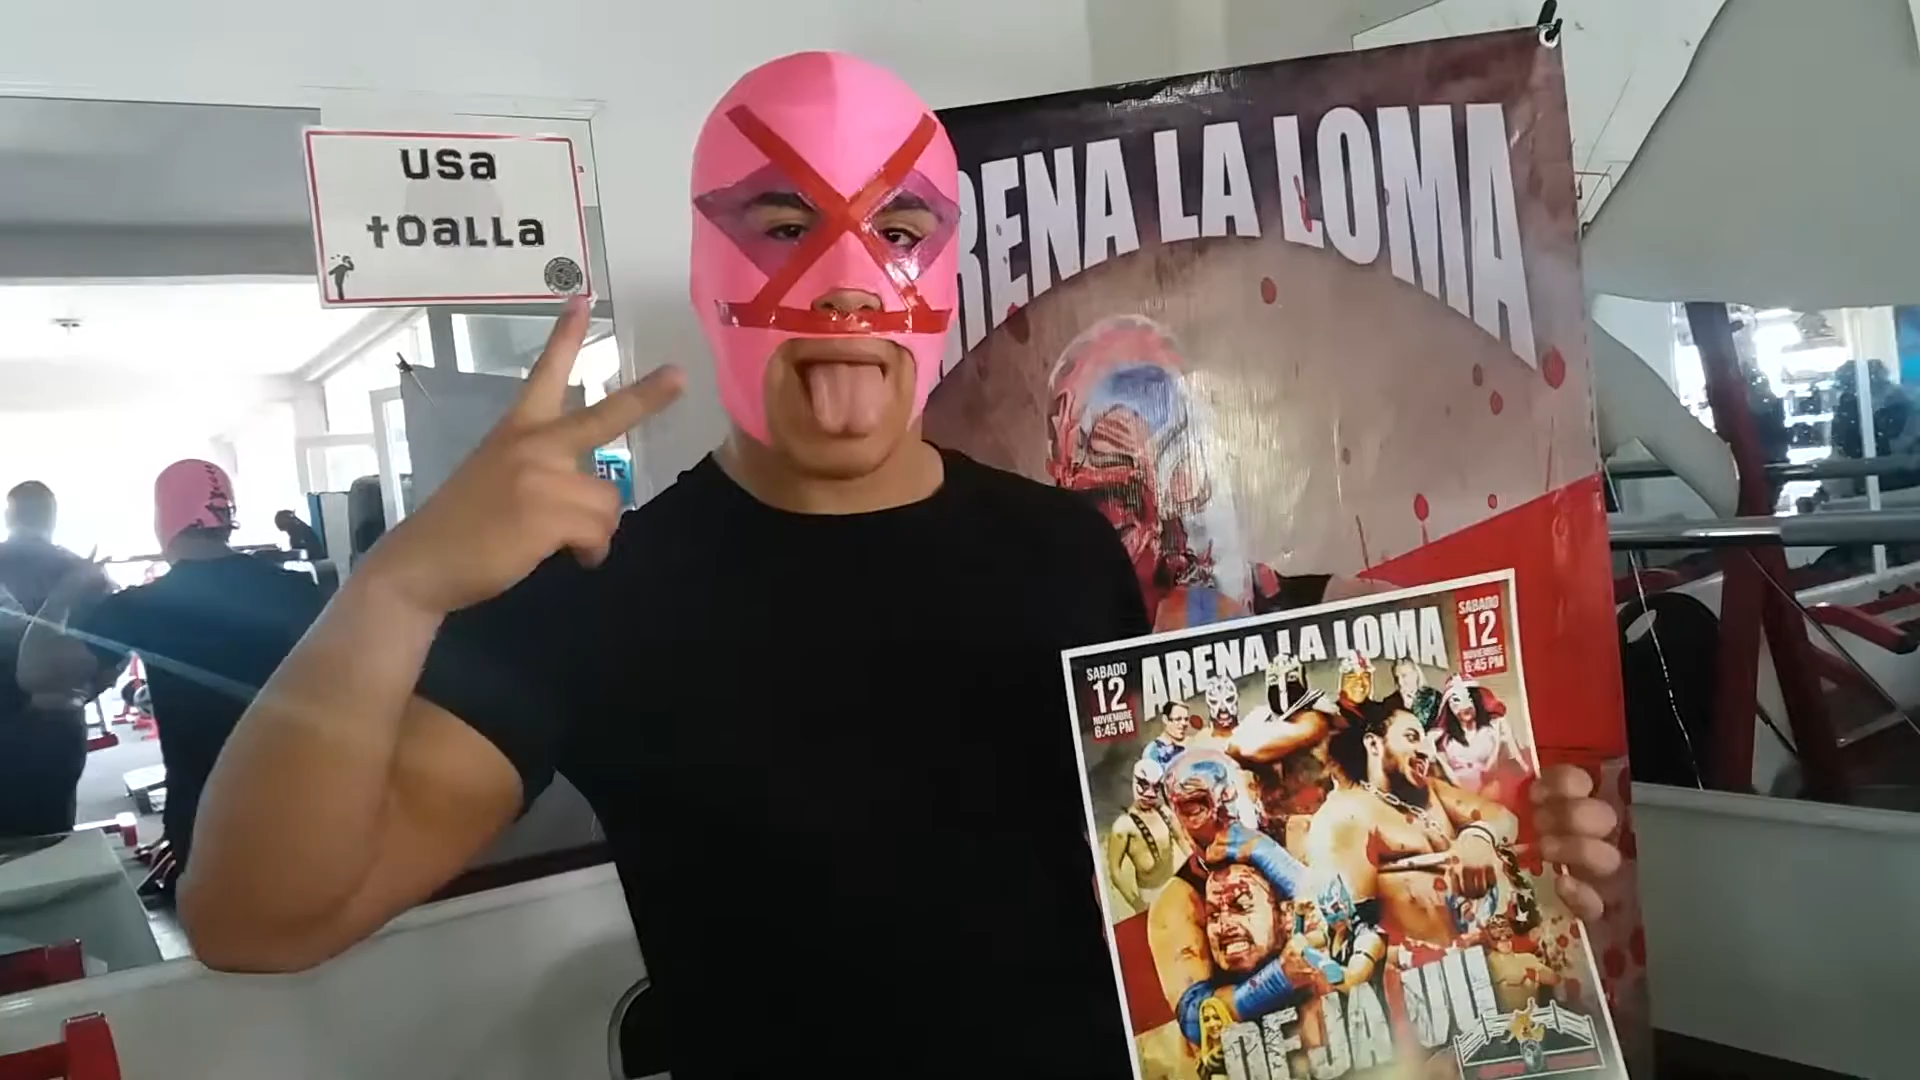 usa
toalla
ARENA LA LOMA
SABADO
12
NOVIEMBRE
6:45 PM
ARENA LA LOMA
SABADO
12
NOVIEMBRE
6:45 PM
DEJA VU